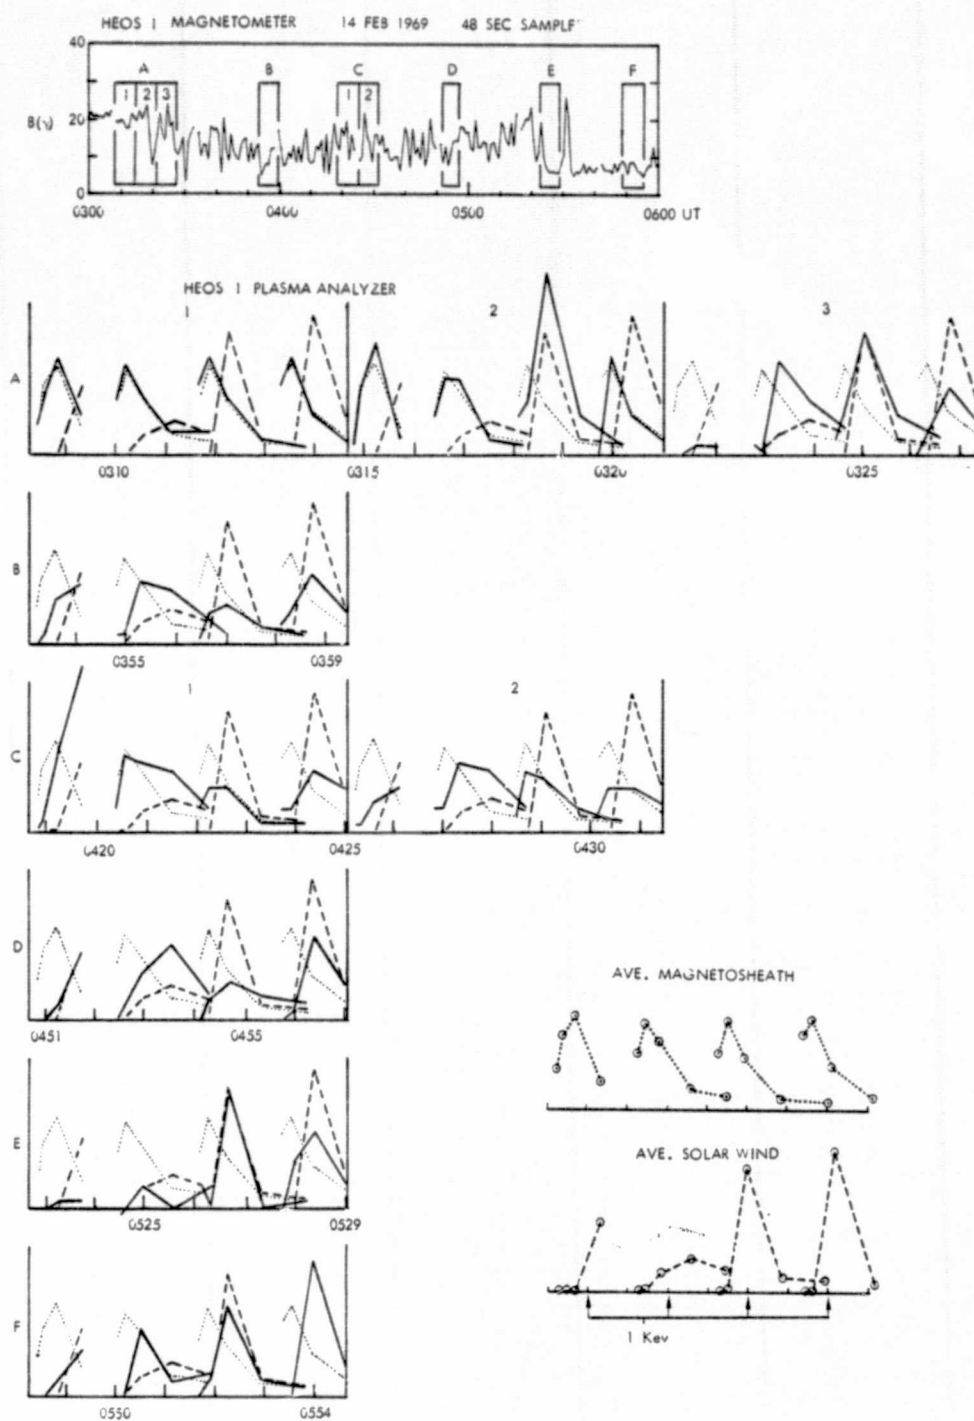 HEOS 1 MAGNETOMETER 14 FEB 1969 48 SEC SAMPLE
40
A B C D E F
1 2 3 1 2
B(γ) 20
0
0300 0400 0500 0600 UT
HEOS 1 PLASMA ANALYZER
1 2 3
A
0310 0315 0320 0325
B
0355 0359
1 2
C
0420 0425 0430
D
0451 0455
AVE. MAGNETOSHEATH
E
0525 0529
AVE. SOLAR WIND
F
1 Kev
0550 0554